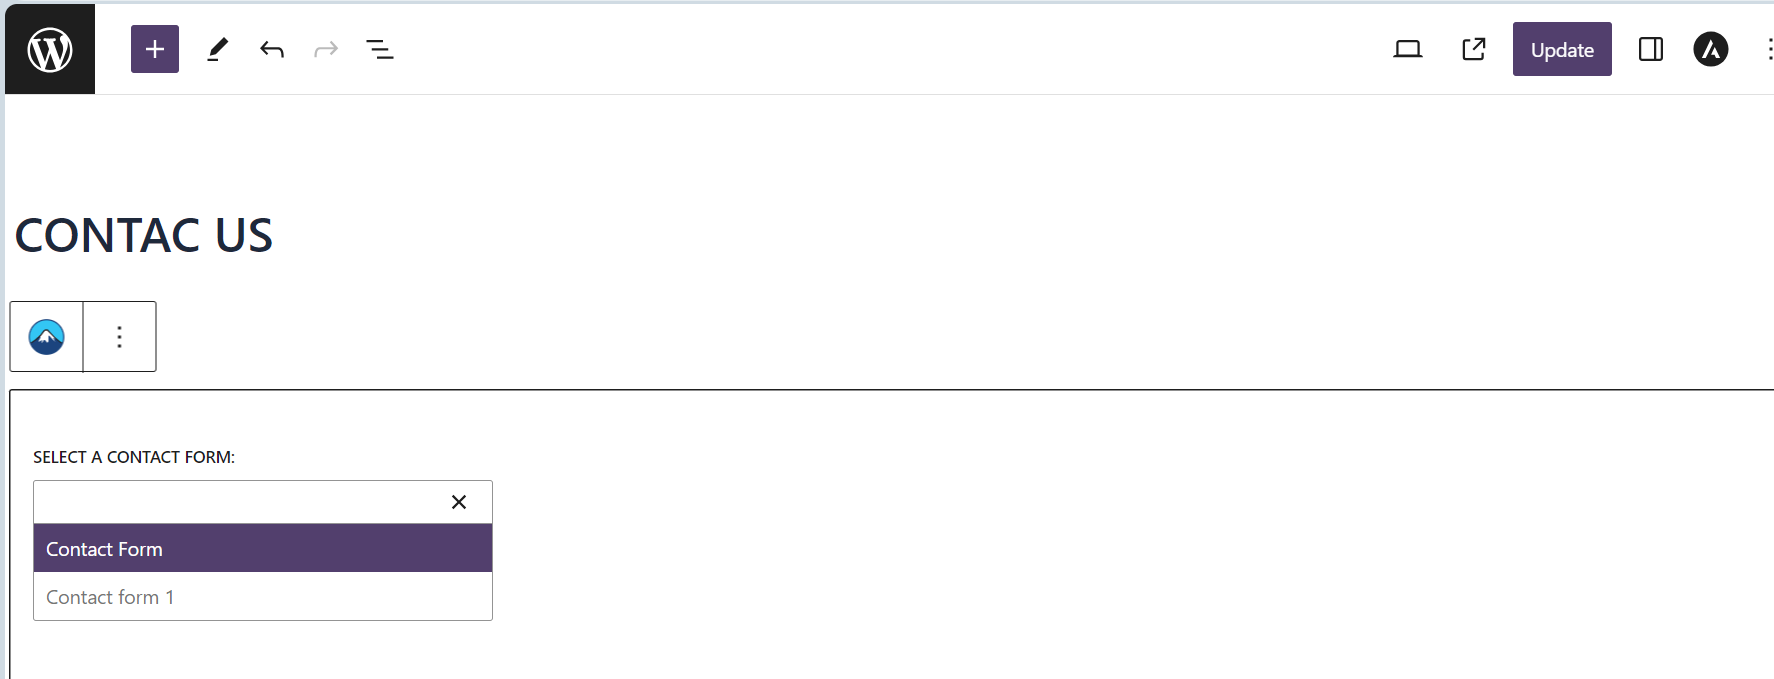 Update
CONTAC US
SELECT A CONTACT FORM:
Contact Form
Contact form 1